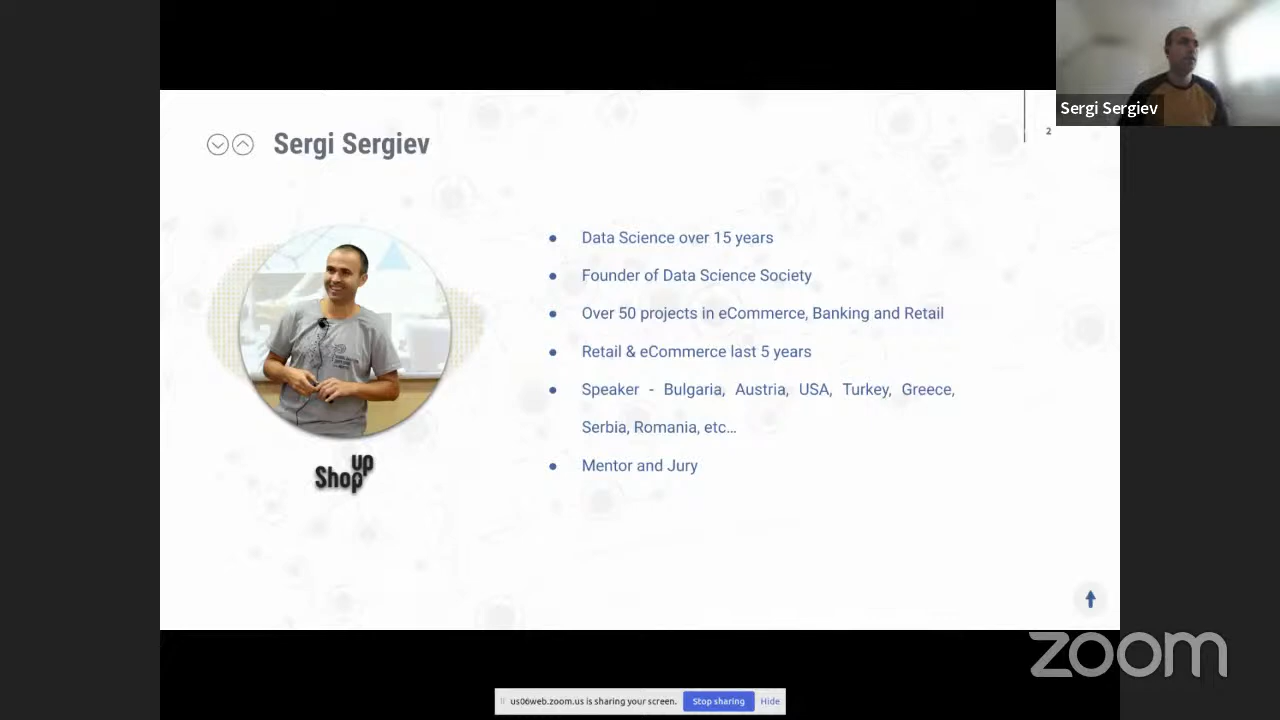 Sergi Sergiev
Sergi Sergiev
2
Data Science over 15 years
Founder of Data Science Society
Over 50 projects in eCommerce, Banking and Retail
Retail & eCommerce last 5 years
Speaker - Bulgaria, Austria, USA, Turkey, Greece,
Serbia, Romania, etc…
Mentor and Jury
Shop up
zoom
us06web.zoom.us is sharing your screen. Stop sharing Hide